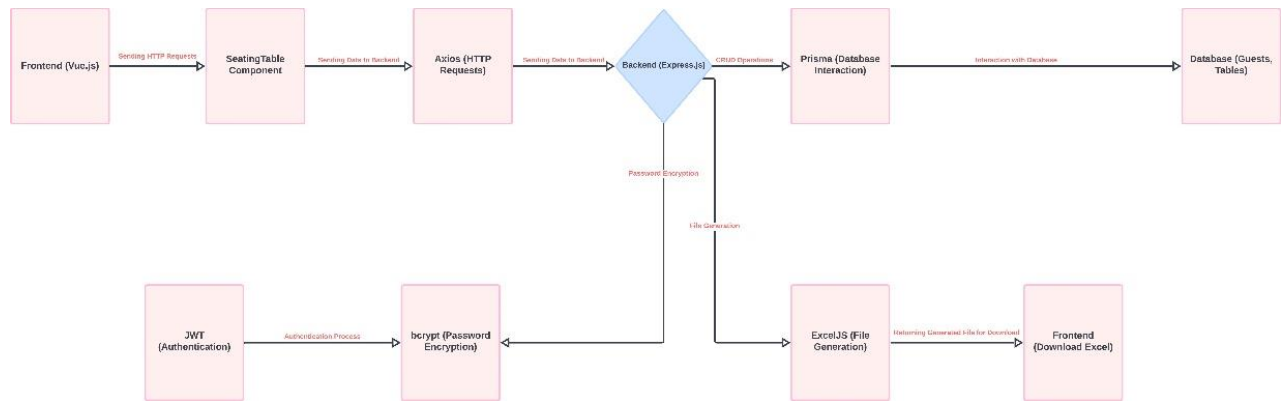 Frontend (Vue.js)
Sending HTTP Requests
SeatingTable
Component
Sending Data to Backend
Axios (HTTP
Requests)
Sending Data to Backend
Backend (Express.js)
CRUD Operations
Prisma (Database
Interaction)
Interaction with Database
Database (Guests,
Tables)
Password Encryption
File Generation
JWT
(Authentication)
Authentication Process
bcrypt (Password
Encryption)
ExcelJS (File
Generation)
Returning Generated File for Download
Frontend
(Download Excel)